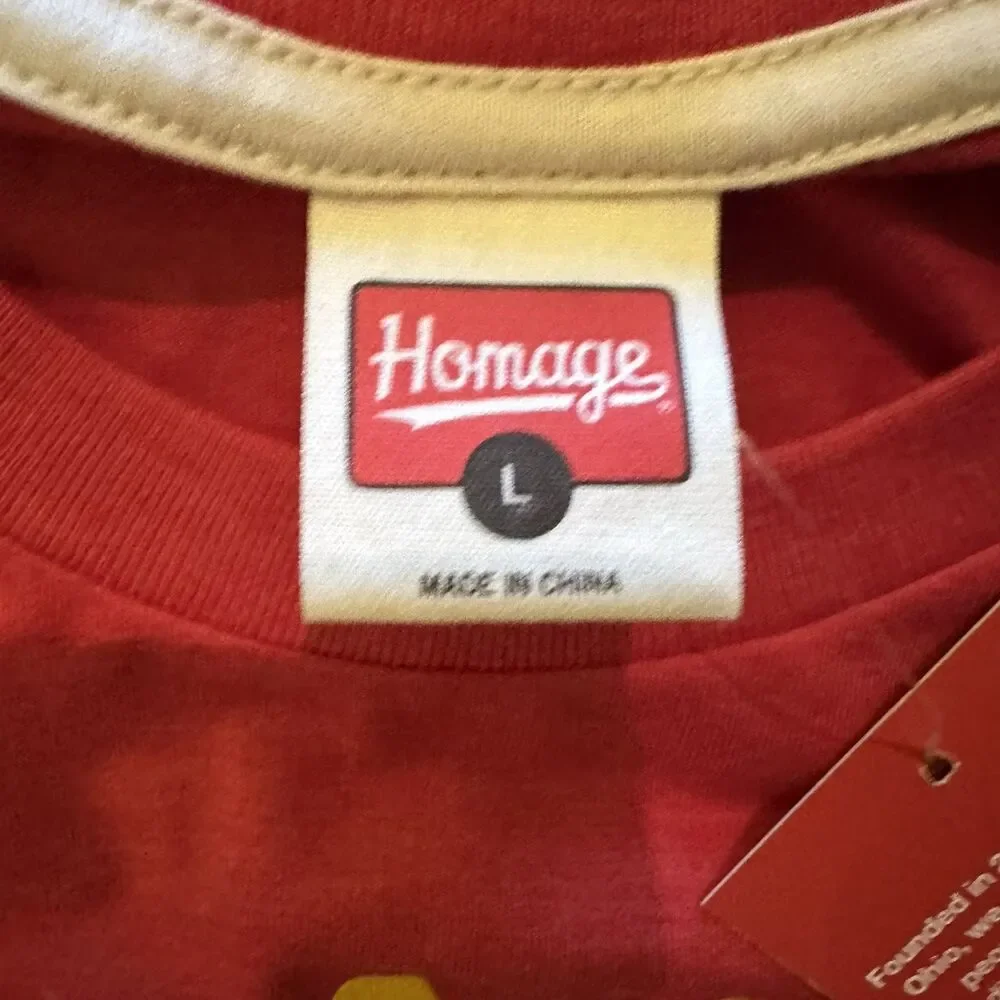 Homage
L
MADE IN CHINA
Founded in
Ohio, we